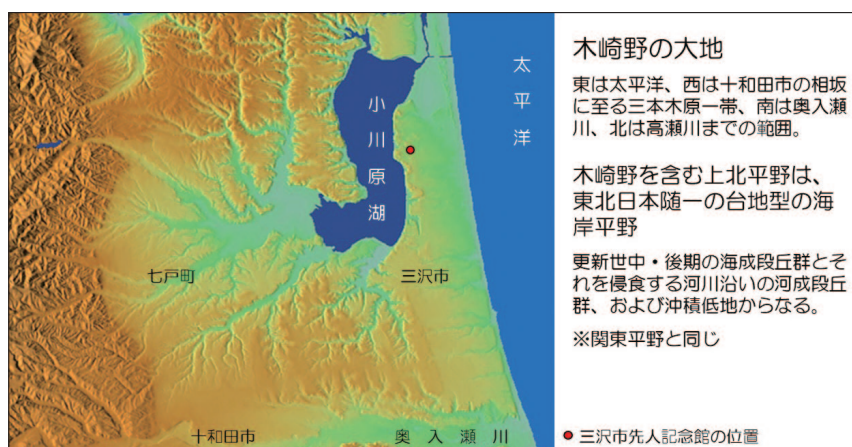 太平洋
小川原湖
七戸町
三沢市
十和田市
奥入瀬川
木崎野の大地
東は太平洋、西は十和田市の相坂
に至る三本木原一帯、南は奥入瀬
川、北は高瀬川までの範囲。
木崎野を含む上北平野は、
東北日本随一の台地型の海
岸平野
更新世中・後期の海成段丘群とそ
れを侵食する河川沿いの河成段丘
群、および沖積低地からなる。
※関東平野と同じ
三沢市先人記念館の位置